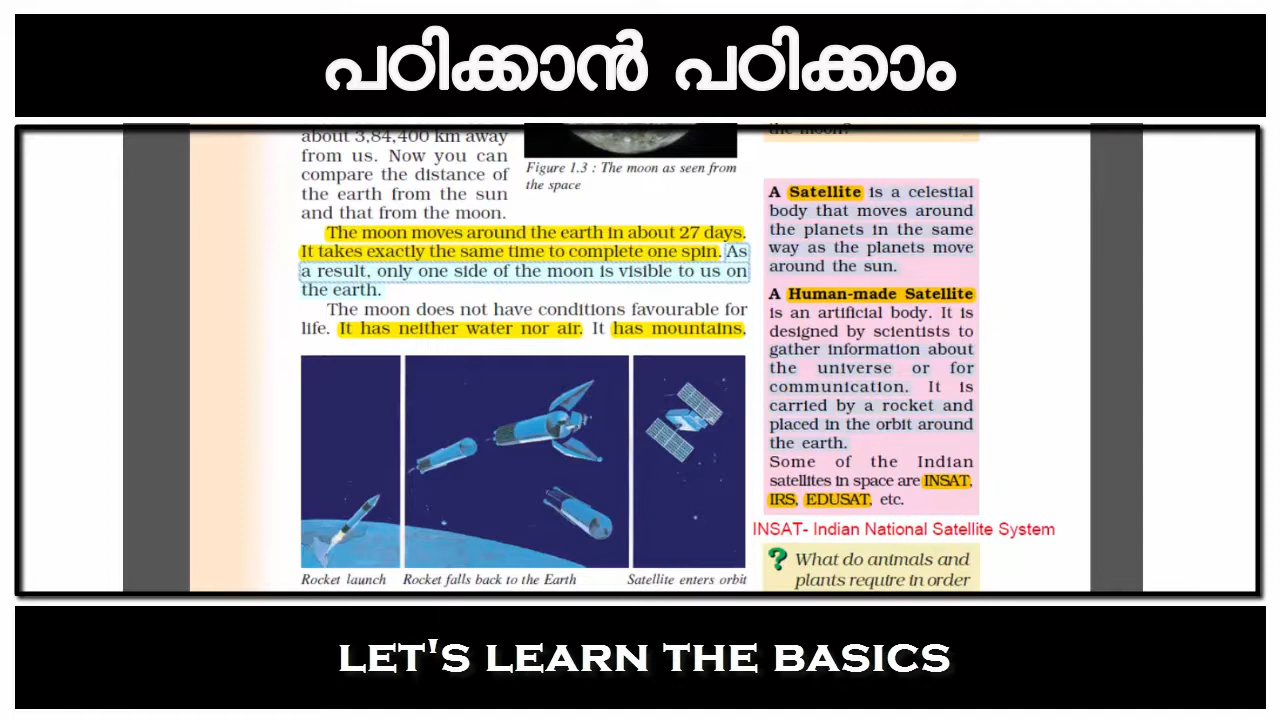 പഠിക്കാൻ പഠിക്കാം
about 3,84,400 km away
from us. Now you can
compare the distance of
the earth from the sun
and that from the moon.
Figure 1.3 : The moon as seen from
the space
The moon moves around the earth in about 27 days.
It takes exactly the same time to complete one spin. As
a result, only one side of the moon is visible to us on
the earth.
The moon does not have conditions favourable for
life. It has neither water nor air. It has mountains,
Rocket launch
Rocket falls back to the Earth
Satellite enters orbit
the moon?
A Satellite is a celestial
body that moves around
the planets in the same
way as the planets move
around the sun.
A Human-made Satellite
is an artificial body. It is
designed by scientists to
gather information about
the universe or for
communication. It is
carried by a rocket and
placed in the orbit around
the earth.
Some of the Indian
satellites in space are INSAT,
IRS, EDUSAT, etc.
INSAT- Indian National Satellite System
? What do animals and
plants require in order
LET'S LEARN THE BASICS